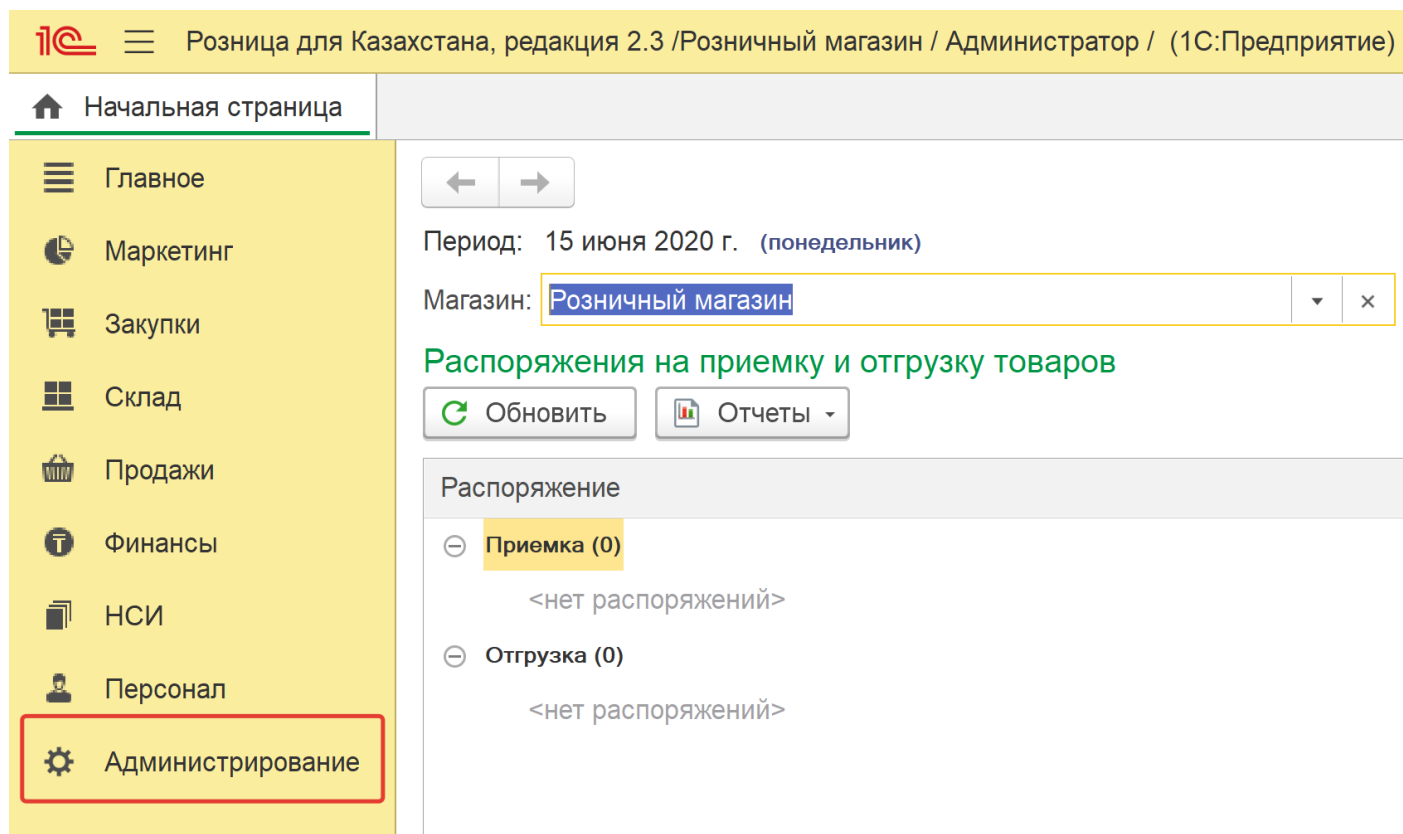 1С Розница для Казахстана, редакция 2.3 /Розничный магазин / Администратор / (1С:Предприятие)
Начальная страница
Главное
Маркетинг
Закупки
Склад
Продажи
Финансы
НСИ
Персонал
Администрирование
Период: 15 июня 2020 г. (понедельник)
Магазин: Розничный магазин
Распоряжения на приемку и отгрузку товаров
Обновить Отчеты
Распоряжение
Приемка (0)
<нет распоряжений>
Отгрузка (0)
<нет распоряжений>